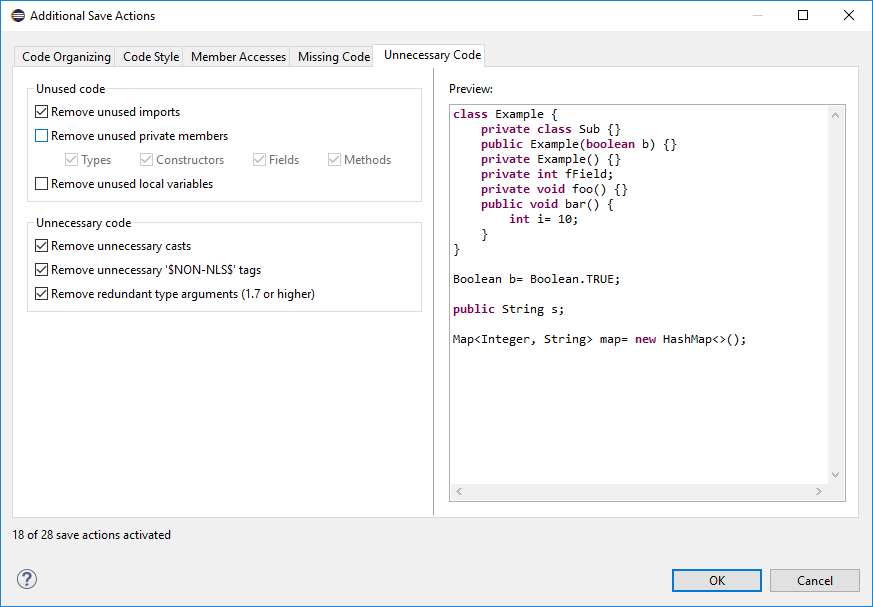 Additional Save Actions
Code Organizing Code Style Member Accesses Missing Code Unnecessary Code
Unused code
Remove unused imports
Remove unused private members
Types Constructors Fields Methods
Remove unused local variables
Unnecessary code
Remove unnecessary casts
Remove unnecessary '$NON-NLS$' tags
Remove redundant type arguments (1.7 or higher)
Preview:
class Example {
    private class Sub {}
    public Example(boolean b) {}
    private Example() {}
    private int fField;
    private void foo() {}
    public void bar() {
        int i= 10;
    }
}
Boolean b= Boolean.TRUE;
public String s;
Map<Integer, String> map= new HashMap<>();
18 of 28 save actions activated
?
OK Cancel